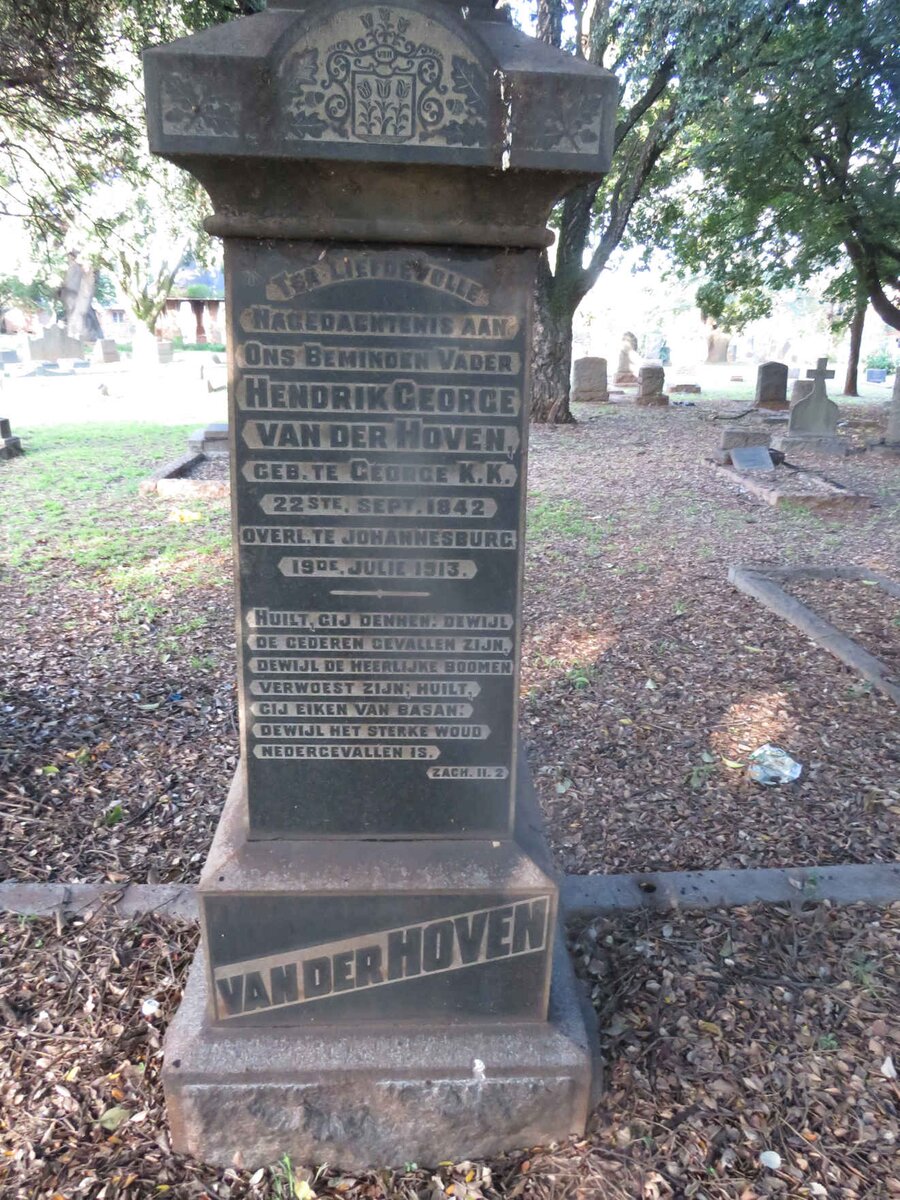 VAN
TER LIEFDEVOLLE
NAGEDACHTENIS AAN
ONS BEMINDEN VADER
HENDRIK GEORGE
VAN DER HOVEN,
GEB. TE GEORGE K.K.
22STE. SEPT. 1842
OVERL. TE JOHANNESBURG
19DE. JULIE 1913.
HUILT, GIJ DENNEN! DEWIJL
DE CEDEREN GEVALLEN ZIJN,
DEWIJL DE HEERLIJKE BOOMEN
VERWOEST ZIJN; HUILT,
GIJ EIKEN VAN BASAN!
DEWIJL HET STERKE WOUD
NEDERGEVALLEN IS.
ZACH. 11. 2
VAN DER HOVEN